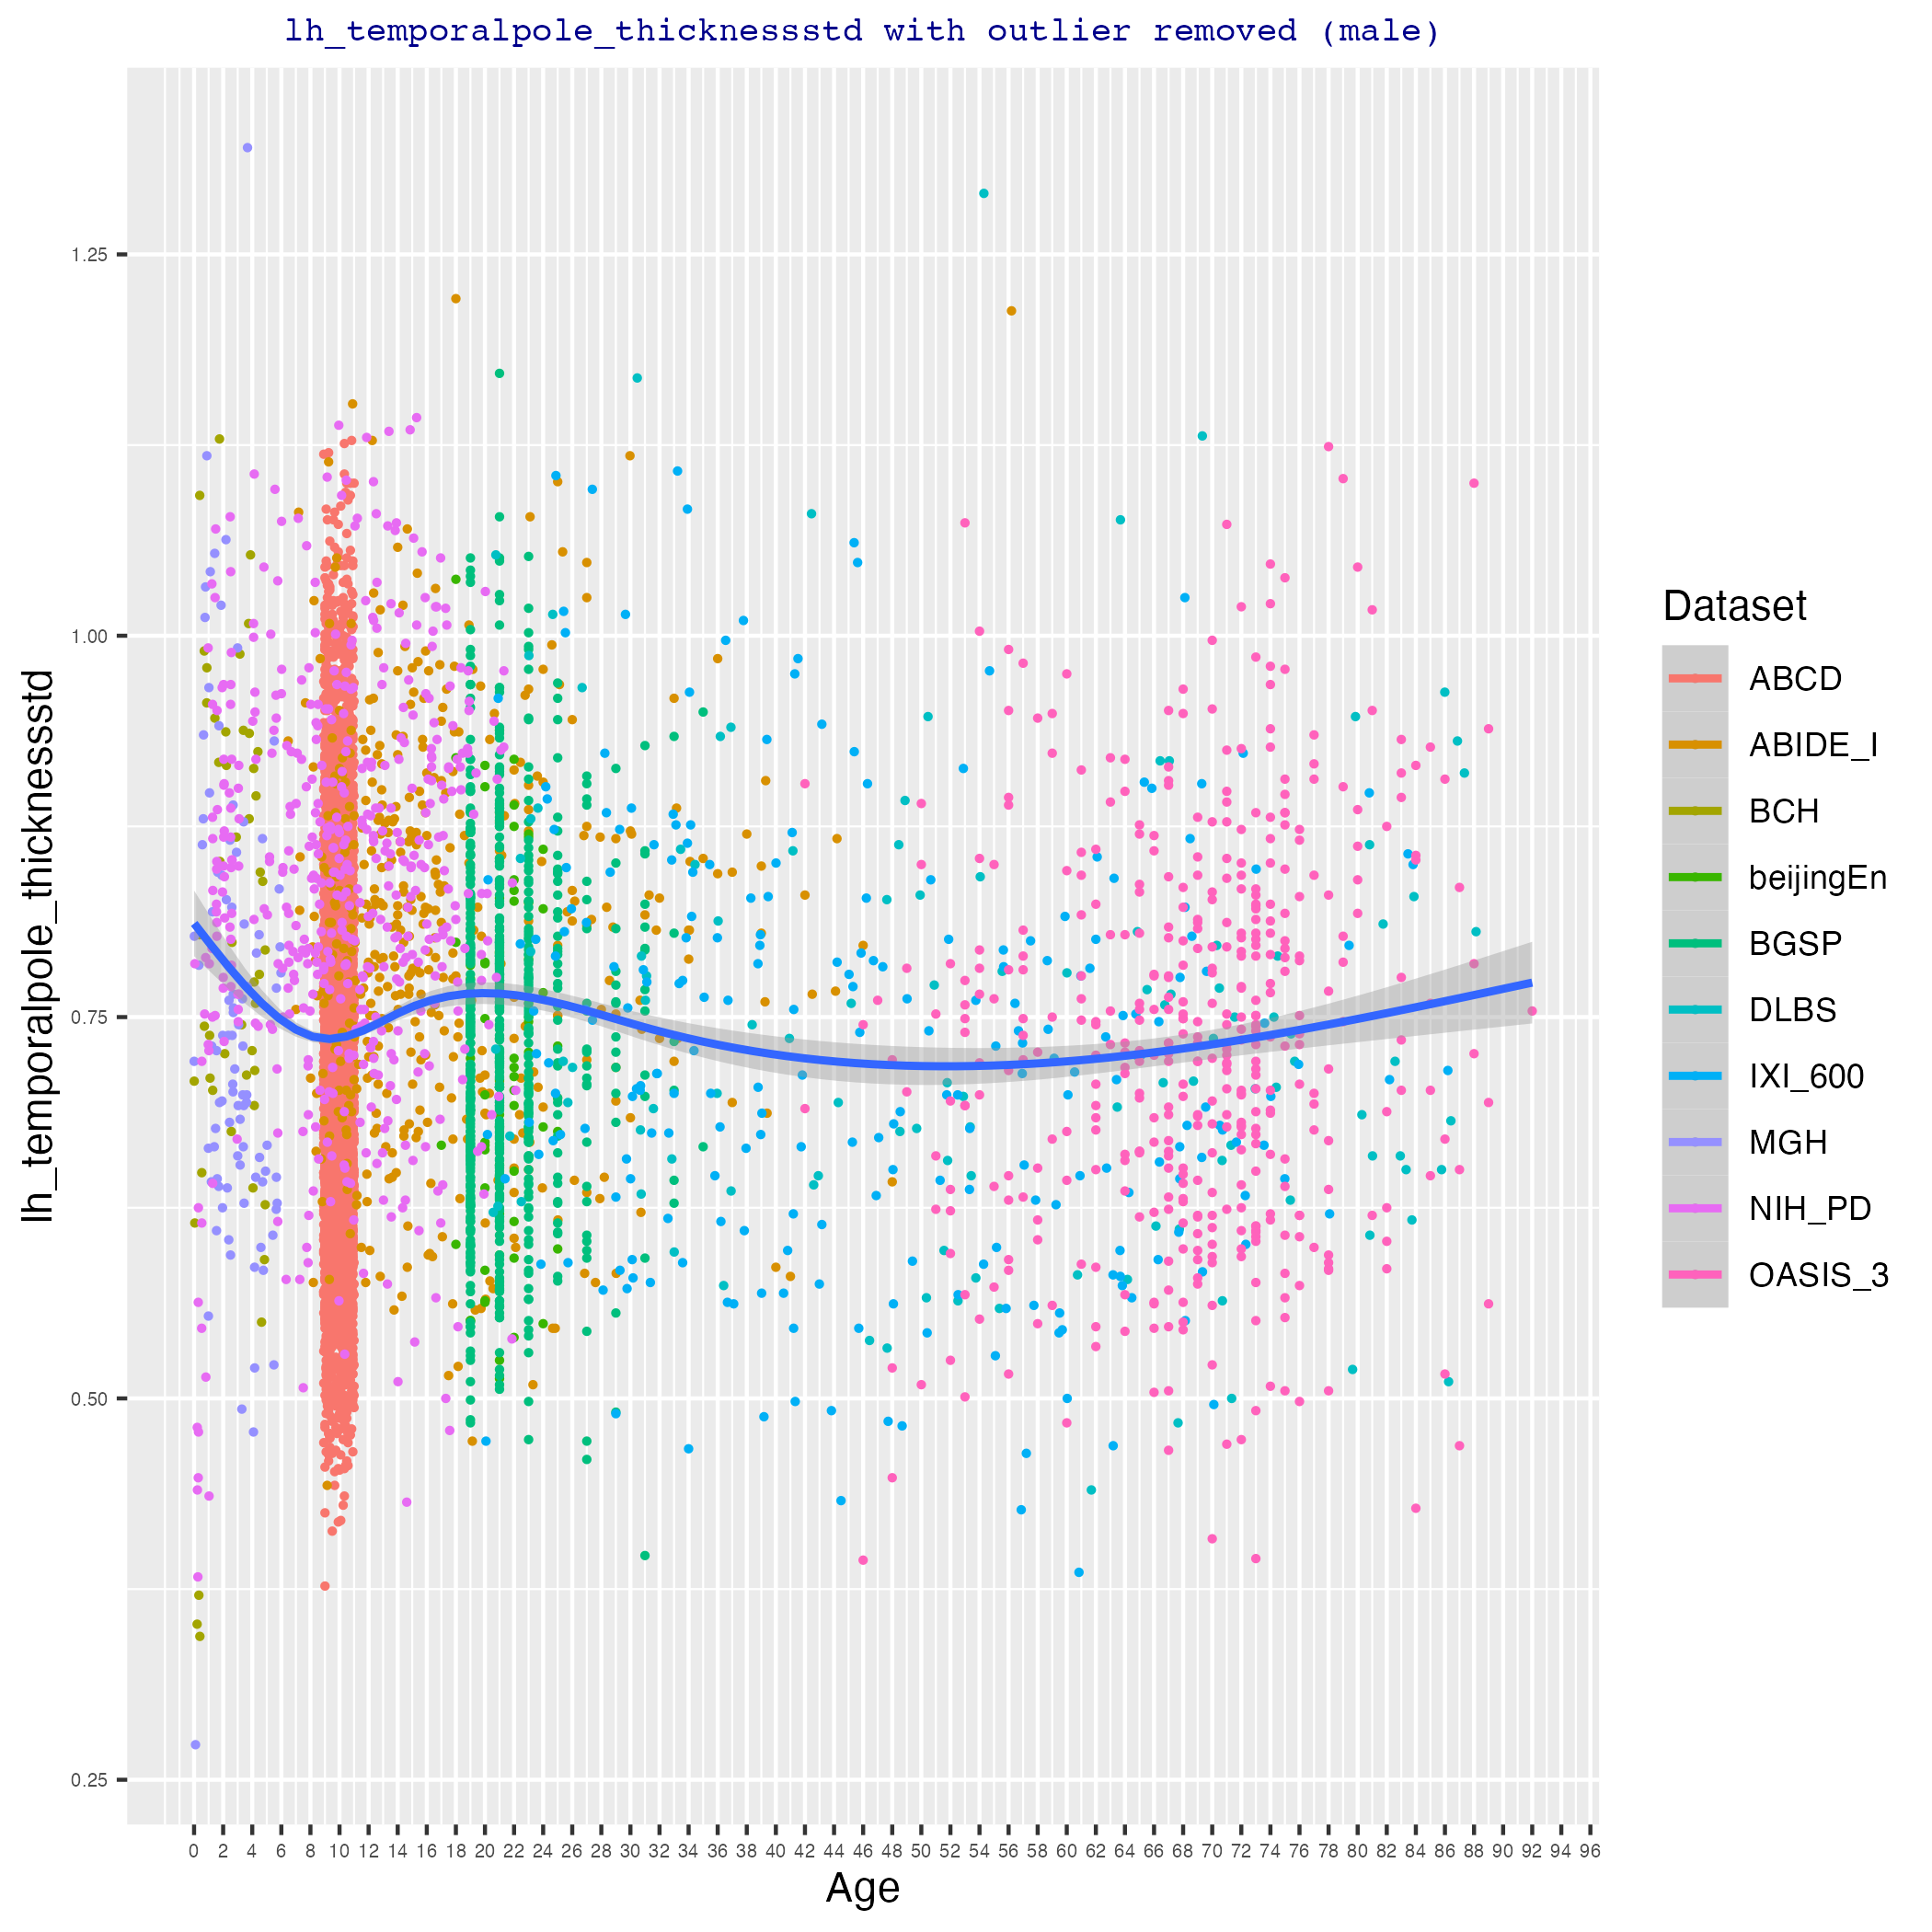 lh_temporalpole_thicknessstd with outlier removed (male)
lh_temporalpole_thicknessstd
1.25
1.00
0.75
0.50
0.25
0 2 4 6 8 10 12 14 16 18 20 22 24 26 28 30 32 34 36 38 40 42 44 46 48 50 52 54 56 58 60 62 64 66 68 70 72 74 76 78 80 82 84 86 88 90 92 94 96
Age
Dataset
ABCD
ABIDE_I
BCH
beijingEn
BGSP
DLBS
IXI_600
MGH
NIH_PD
OASIS_3